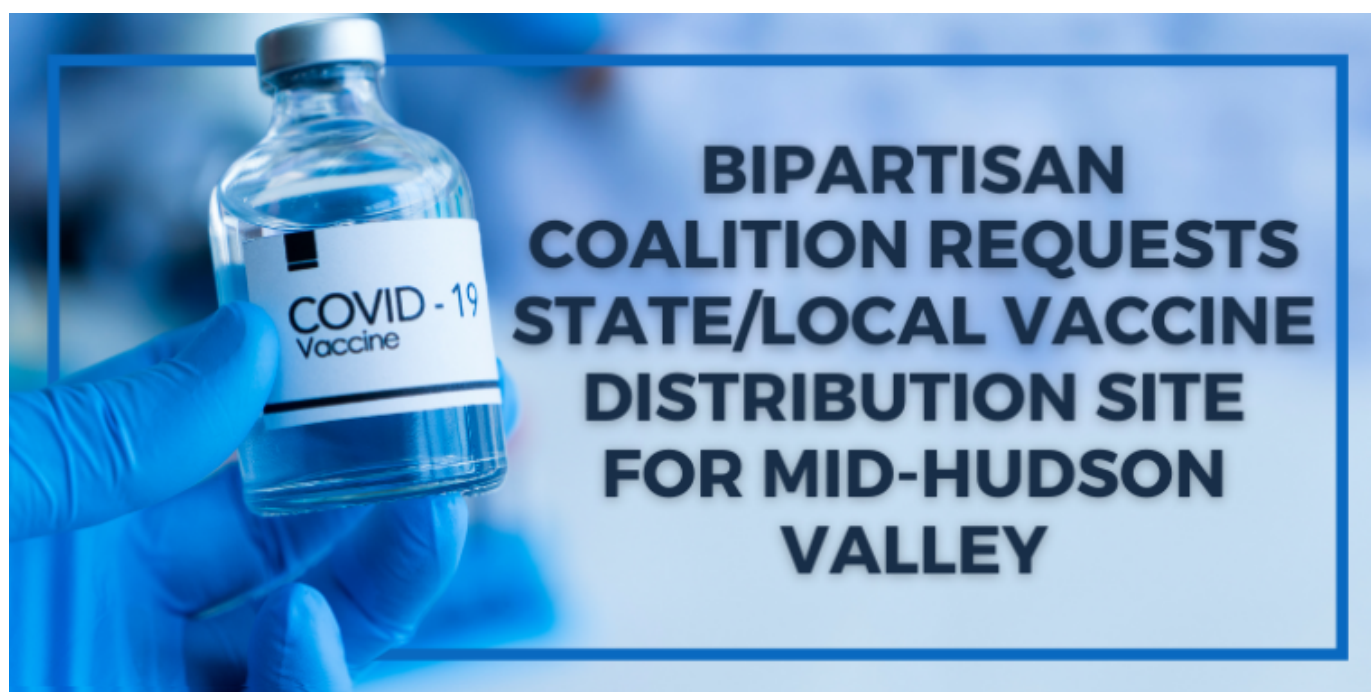 COVID - 19
Vaccine
BIPARTISAN
COALITION REQUESTS
STATE/LOCAL VACCINE
DISTRIBUTION SITE
FOR MID-HUDSON
VALLEY